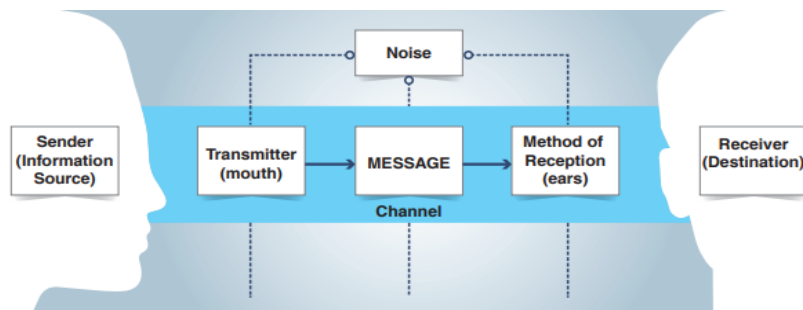 Noise
Sender
(Information
Source)
Transmitter
(mouth)
MESSAGE
Method of
Reception
(ears)
Receiver
(Destination)
Channel